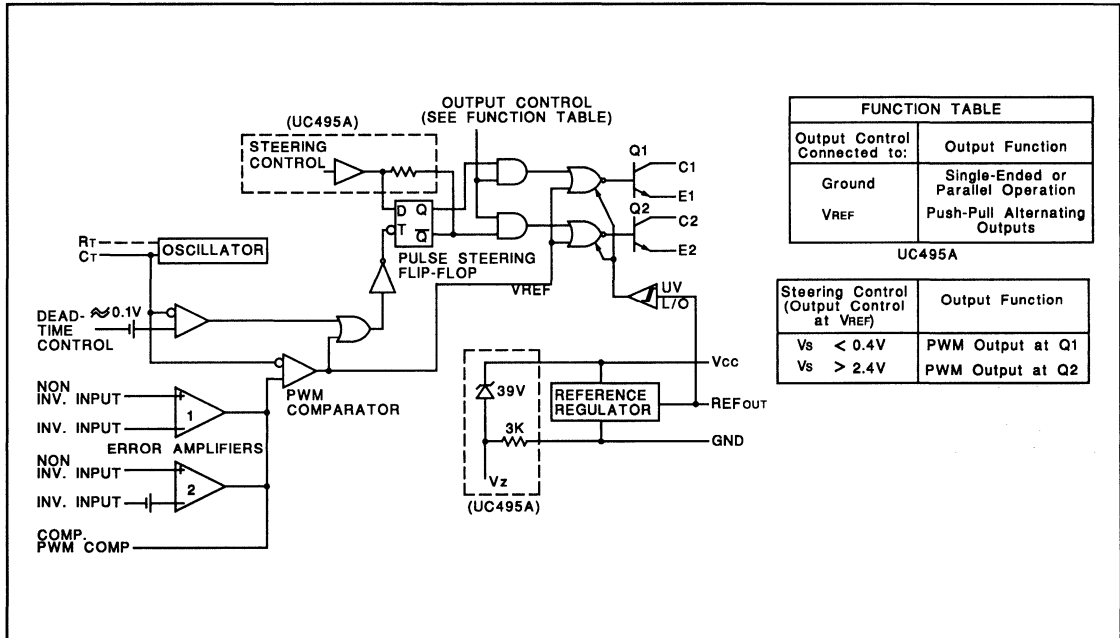 OUTPUT CONTROL
(SEE FUNCTION TABLE)
(UC495A)
STEERING
CONTROL
D Q
T Q̅
PULSE STEERING
FLIP-FLOP
Q1
C1
E1
Q2
C2
E2
RT
CT
OSCILLATOR
VREF
UV
L/O
DEAD-
TIME
CONTROL
≈0.1V
PWM
COMPARATOR
NON
INV. INPUT
INV. INPUT
+
-
1
ERROR AMPLIFIERS
NON
INV. INPUT
INV. INPUT
+
-
2
COMP.
PWM COMP
39V
3K
Vz
(UC495A)
REFERENCE
REGULATOR
Vcc
REFOUT
GND
FUNCTION TABLE
Output Control
Connected to:
Output Function
Ground
Single-Ended or
Parallel Operation
VREF
Push-Pull Alternating
Outputs
UC495A
Steering Control
(Output Control
at VREF)
Output Function
Vs < 0.4V
PWM Output at Q1
Vs > 2.4V
PWM Output at Q2